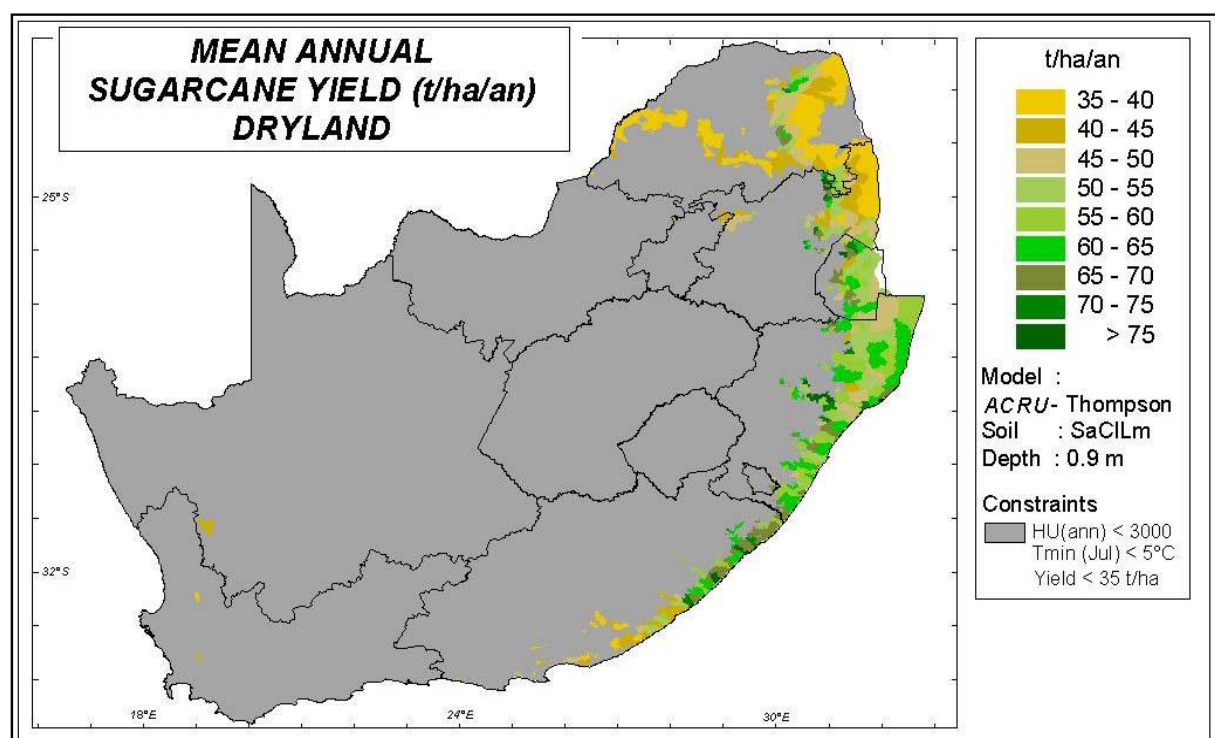 MEAN ANNUAL
SUGARCANE YIELD (t/ha/an)
DRYLAND
t/ha/an
35 - 40
40 - 45
45 - 50
50 - 55
55 - 60
60 - 65
65 - 70
70 - 75
> 75
Model :
ACRU- Thompson
Soil : SaClLm
Depth : 0.9 m
Constraints
HU(ann) < 3000
Tmin (Jul) < 5°C
Yield < 35 t/ha
25°S
32°S
18°E
24°E
30°E